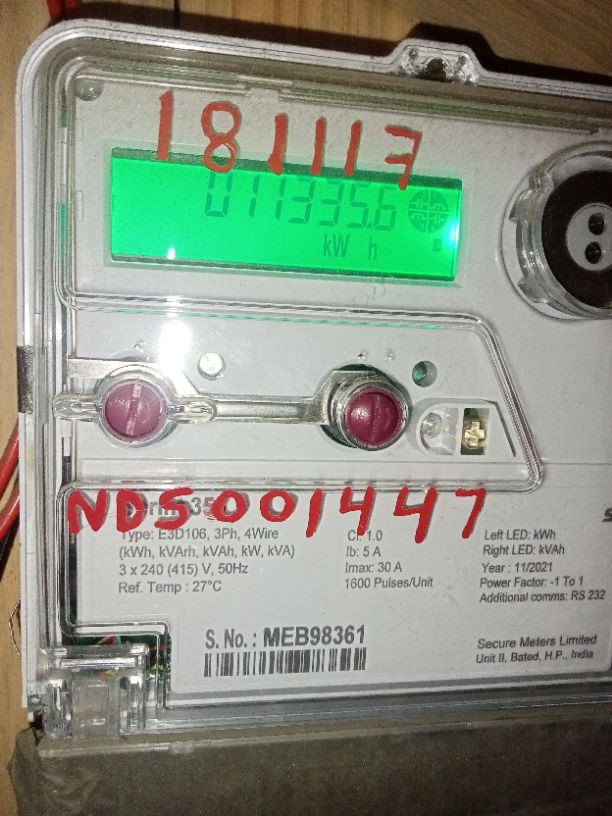 181117
011335.6
kW h
E
NDS001447
Type: E3D106, 3Ph, 4Wire
(kWh, kVArh, kVAh, kW, kVA)
3 x 240 (415) V, 50Hz
Ref. Temp : 27°C
Cl. 1.0
Ib: 5 A
Imax: 30 A
1600 Pulses/Unit
Left LED: kWh
Right LED: kVAh
Year : 11/2021
Power Factor: -1 To 1
Additional comms: RS 232
S. No. : MEB98361
Secure Meters Limited
Unit II, Bated, H.P., India